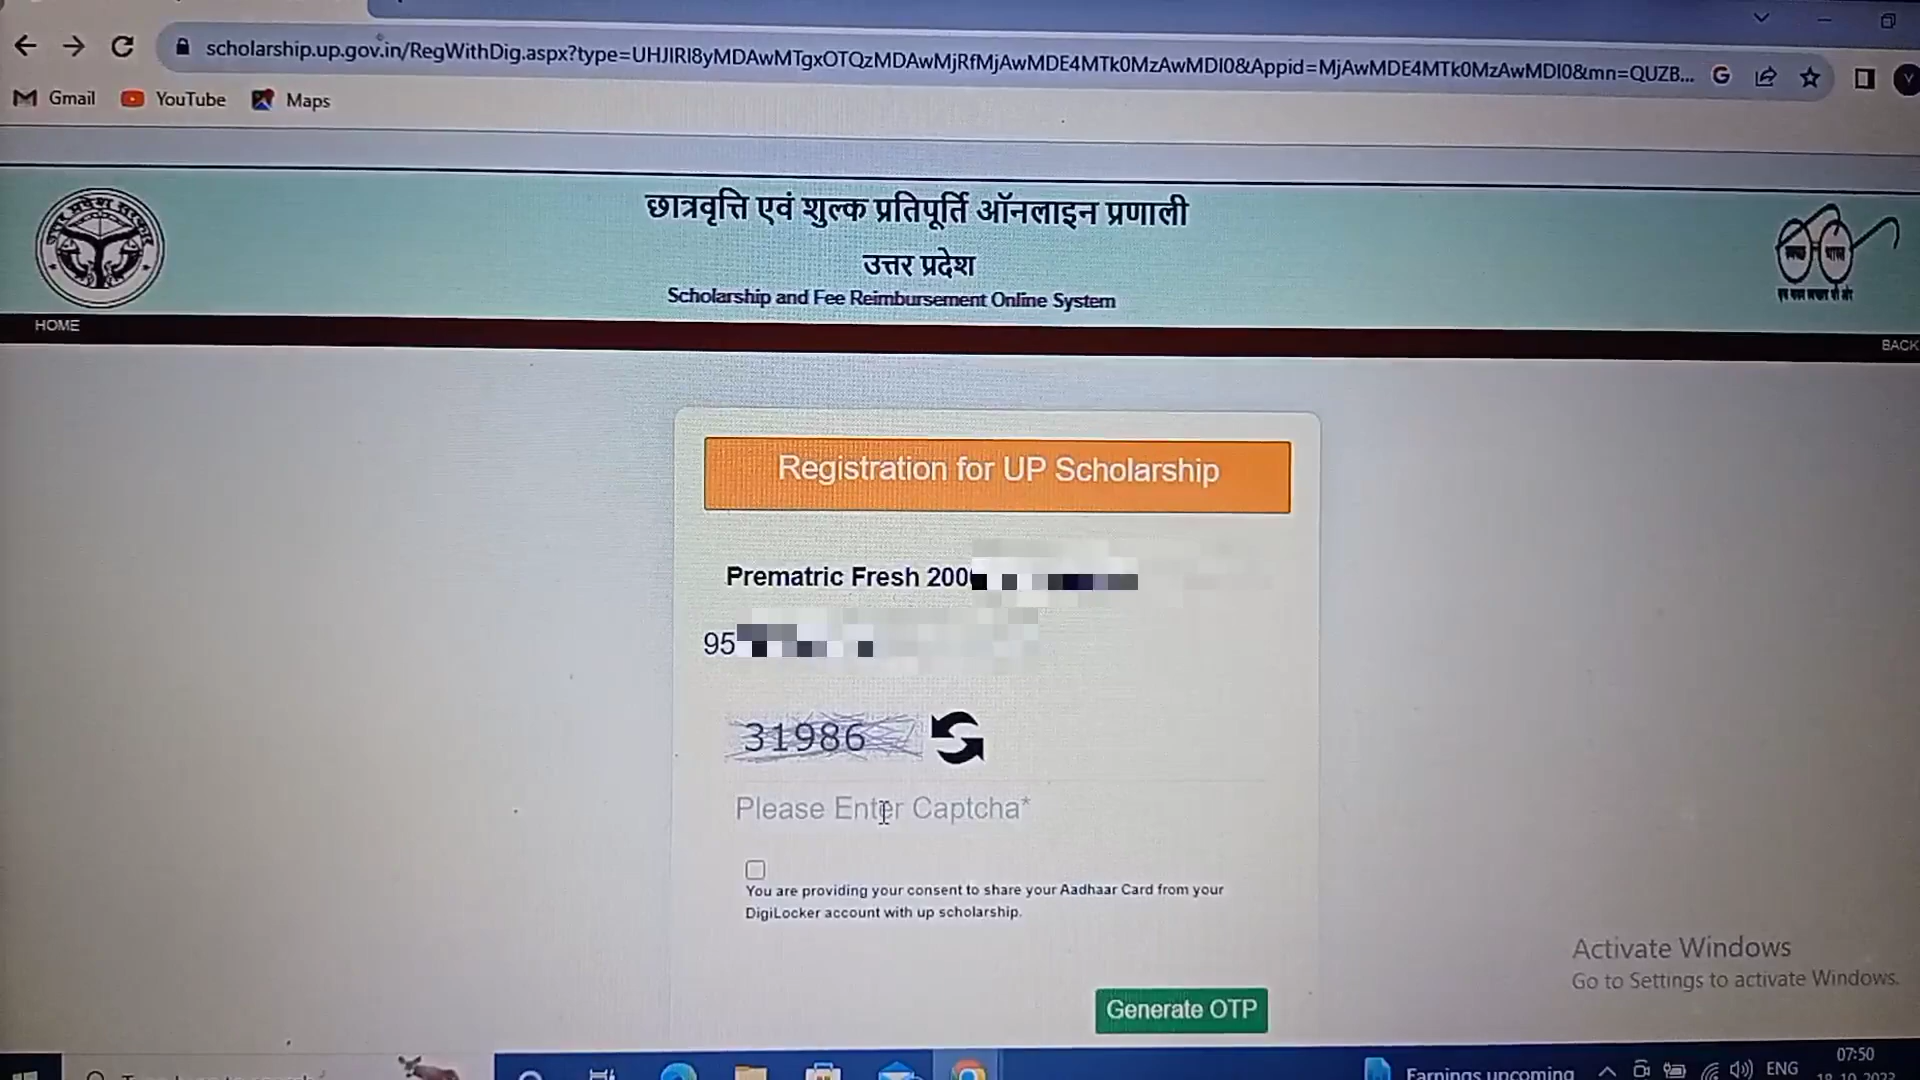 scholarship.up.gov.in/RegWithDig.aspx?type=UHJIRl8yMDAwMTgxOTQzMDAwMjRfMjAwMDE4MTk0MzAwMDI0&Appid=MjAwMDE4MTk0MzAwMDI0&mn=QUZB...
Gmail YouTube Maps
छात्रवृत्ति एवं शुल्क प्रतिपूर्ति ऑनलाइन प्रणाली
उत्तर प्रदेश
Scholarship and Fee Reimbursement Online System
HOME
BACK
Registration for UP Scholarship
Prematric Fresh 200
95
31986
Please Enter Captcha*
You are providing your consent to share your Aadhaar Card from your
DigiLocker account with up scholarship.
Generate OTP
Activate Windows
Go to Settings to activate Windows.
Earnings upcoming
ENG
07:50